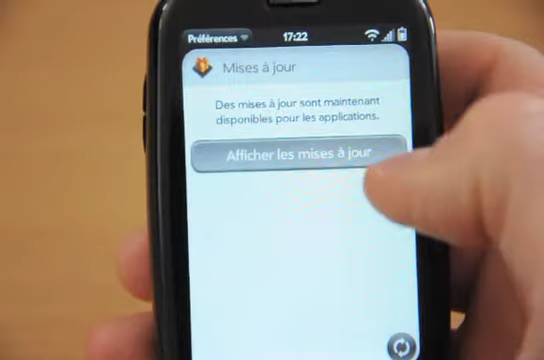 Préférences 17:22
Mises à jour
Des mises à jour sont maintenant
disponibles pour les applications.
Afficher les mises à jour